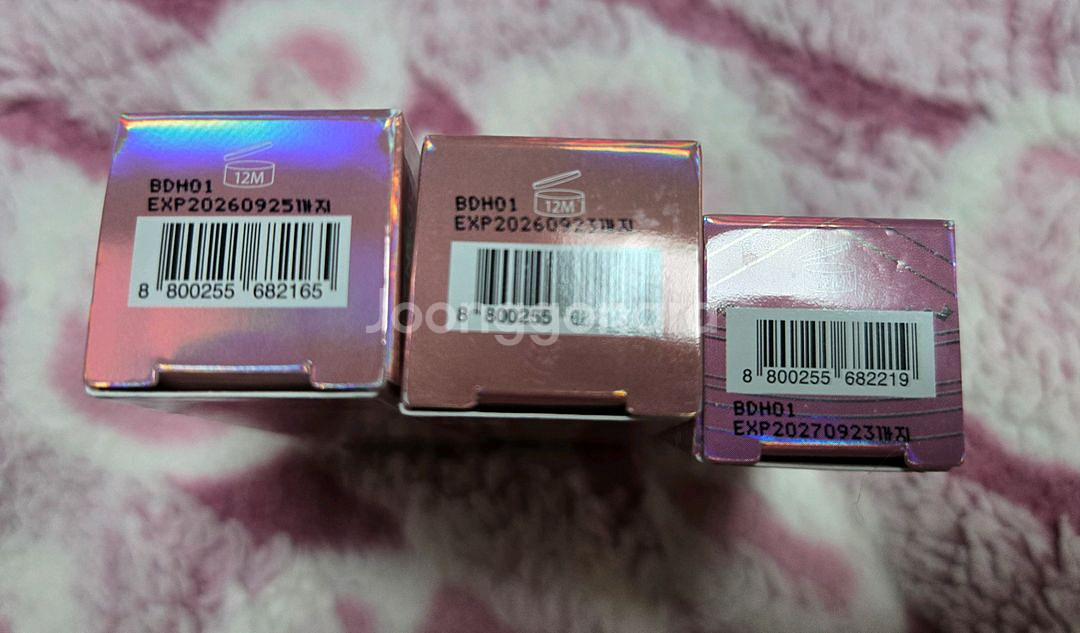 12M
BDH01
EXP20260925까지
8 800255 682165
12M
BDH01
EXP20260923까지
8 800255
8 800255 682219
BDH01
EXP20270923까지
Joonggonara